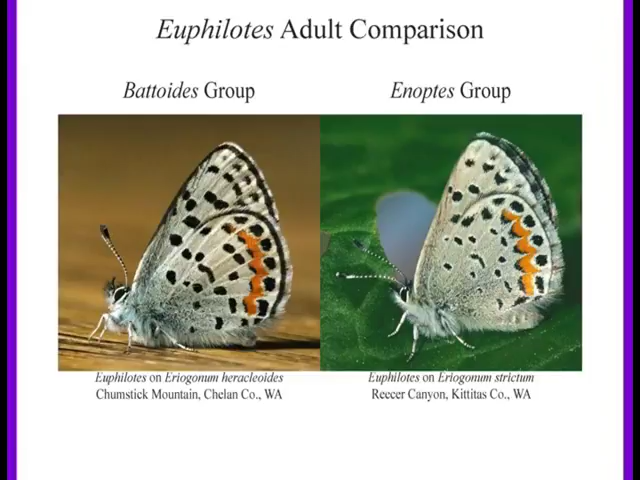 Euphilotes Adult Comparison
Battoides Group
Enoptes Group
Euphilotes on Eriogonum heracleoides
Chumstick Mountain, Chelan Co., WA
Euphilotes on Eriogonum strictum
Reecer Canyon, Kittitas Co., WA